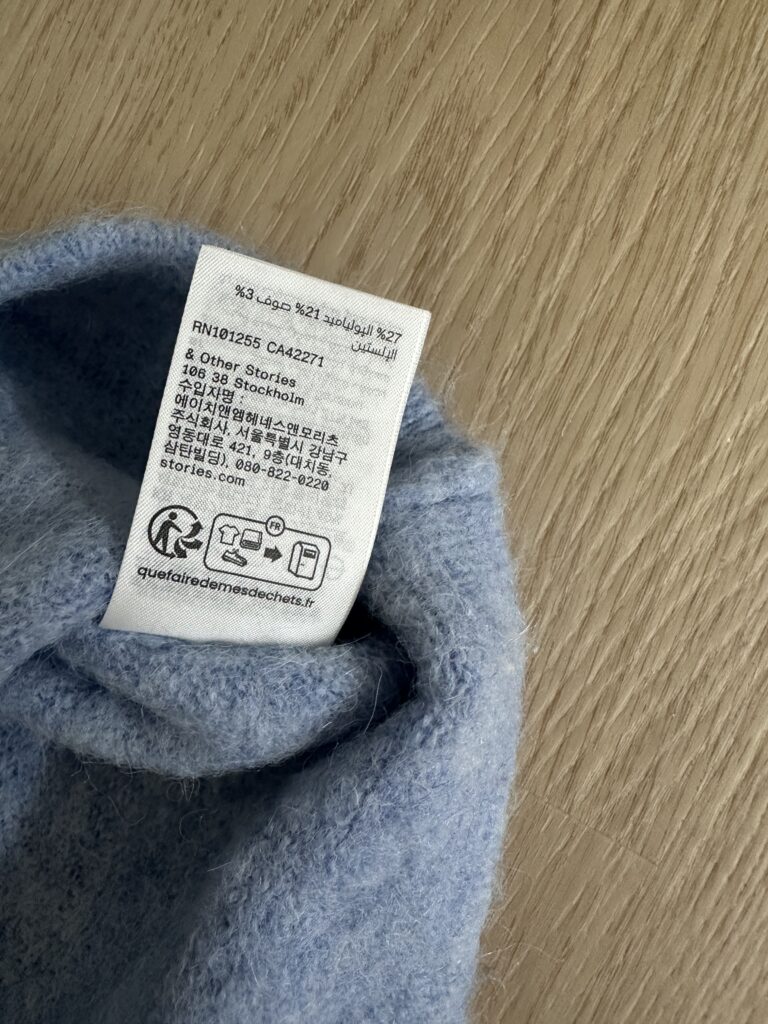 %27 البولياميد 21% صوف 3%
الإلستين
RN101255 CA42271
& Other Stories
106 38 Stockholm
수입자명 :
에이치앤엠헤네스앤모리츠
주식회사. 서울특별시 강남구
영동대로 421, 9층(대치동,
삼탄빌딩), 080-822-0220
stories.com
FR
quefairedemesdechets.fr